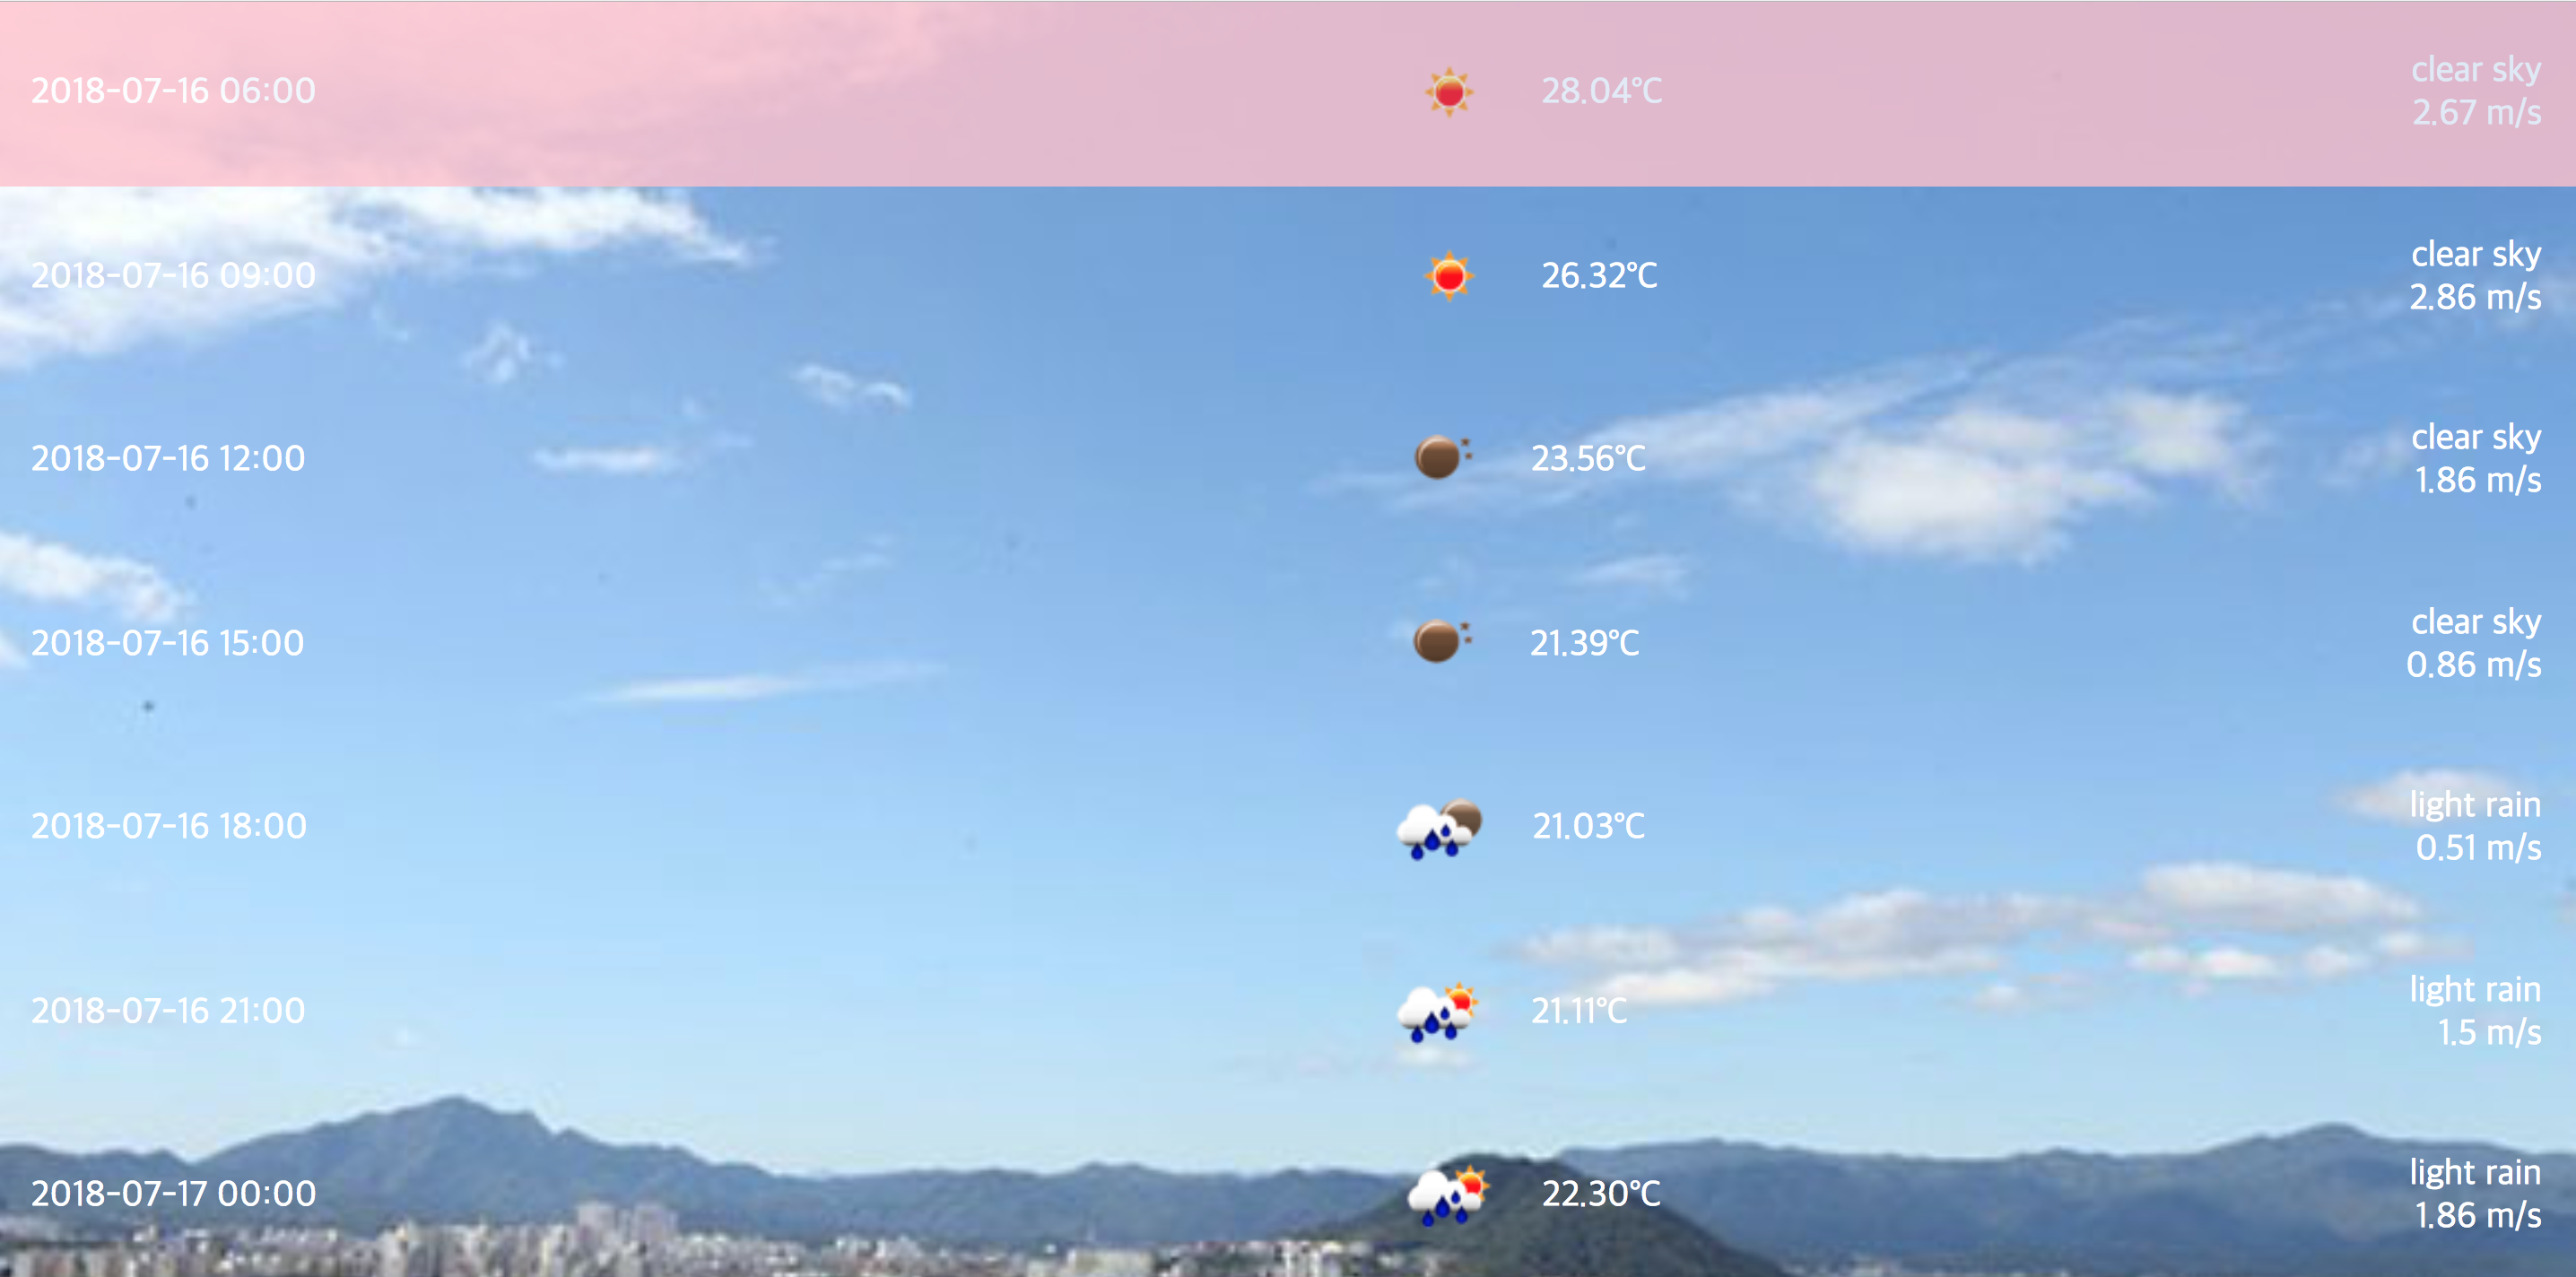 2018-07-16 06:00 28.04°C clear sky
2.67 m/s
2018-07-16 09:00 26.32°C clear sky
2.86 m/s
2018-07-16 12:00 23.56°C clear sky
1.86 m/s
2018-07-16 15:00 21.39°C clear sky
0.86 m/s
2018-07-16 18:00 21.03°C light rain
0.51 m/s
2018-07-16 21:00 21.11°C light rain
1.5 m/s
2018-07-17 00:00 22.30°C light rain
1.86 m/s